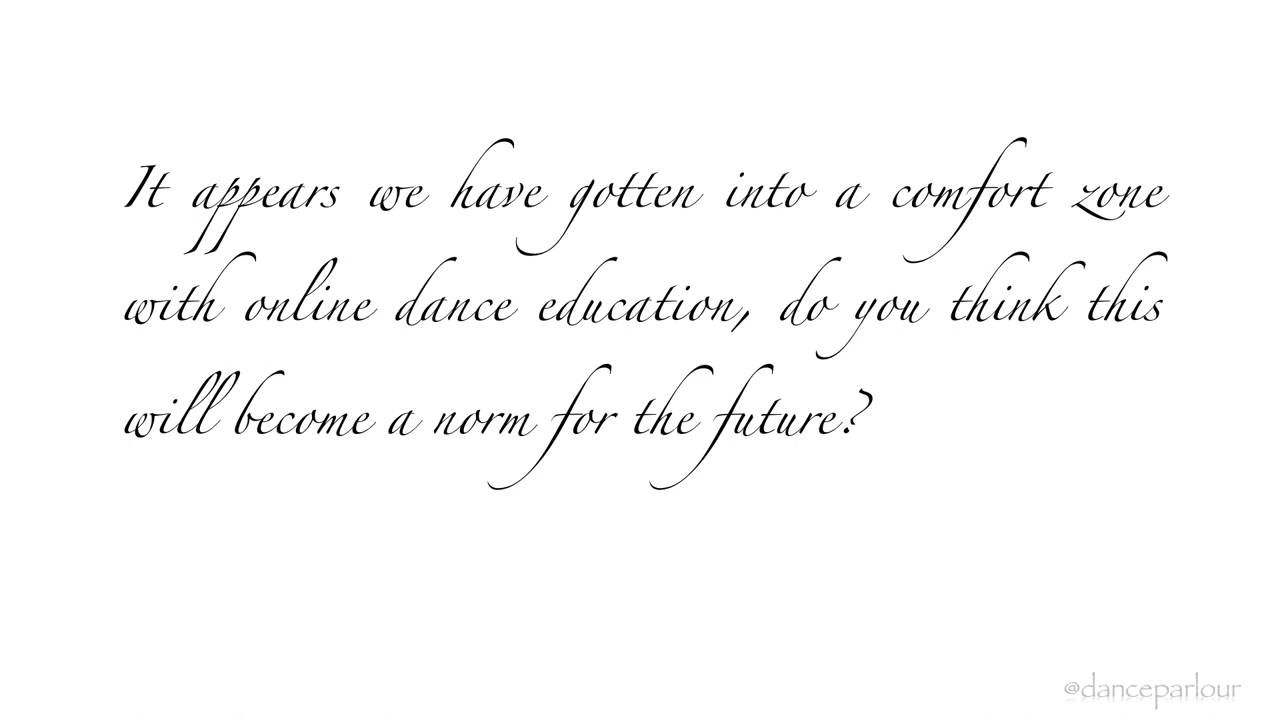 It appears we have gotten into a comfort zone
with online dance education, do you think this
will become a norm for the future?
@danceparlour